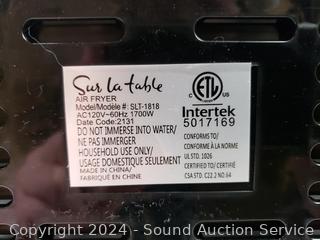 Sur la table
AIR FRYER
Model/Modèle #: SLT-1818
AC120V~60Hz 1700W
Date Code:2131
DO NOT IMMERSE INTO WATER/
NE PAS IMMERGER
HOUSEHOLD USE ONLY/
USAGE DOMESTIQUE SEULEMENT
MADE IN CHINA/
FABRIQUÉ EN CHINE
C ETL US
Intertek
5017169
CONFORMS TO/
CONFORME À LA NORME
UL STD. 1026
CERTIFIED TO/CERTIFIÉ
CSA STD. C22.2 NO.64
Copyright 2024 - Sound Auction Service